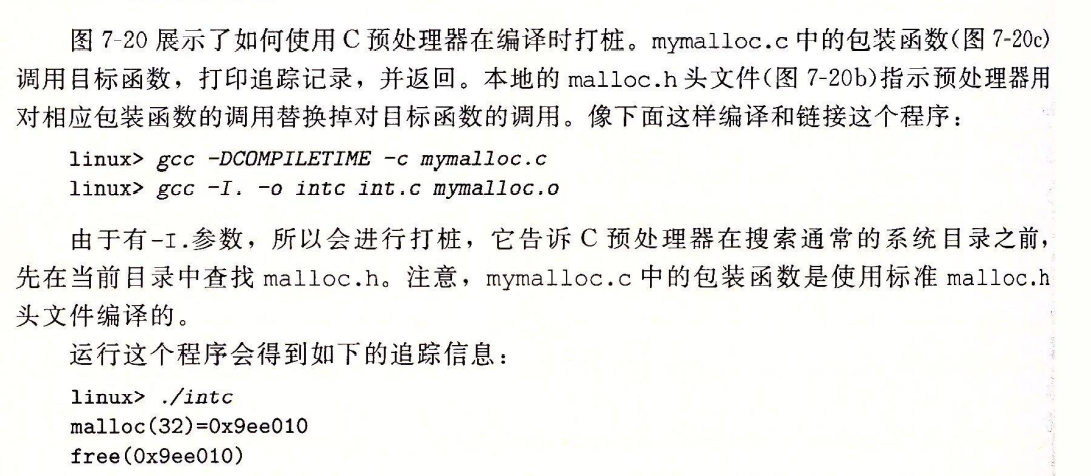 图 7-20 展示了如何使用 C 预处理器在编译时打桩。mymalloc.c 中的包装函数(图 7-20c)
调用目标函数，打印追踪记录，并返回。本地的 malloc.h 头文件(图 7-20b)指示预处理器用
对相应包装函数的调用替换掉对目标函数的调用。像下面这样编译和链接这个程序：
linux> gcc -DCOMPILETIME -c mymalloc.c
linux> gcc -I. -o intc int.c mymalloc.o
由于有-I.参数，所以会进行打桩，它告诉 C 预处理器在搜索通常的系统目录之前，
先在当前目录中查找 malloc.h。注意，mymalloc.c 中的包装函数是使用标准 malloc.h
头文件编译的。
运行这个程序会得到如下的追踪信息：
linux> ./intc
malloc(32)=0x9ee010
free(0x9ee010)